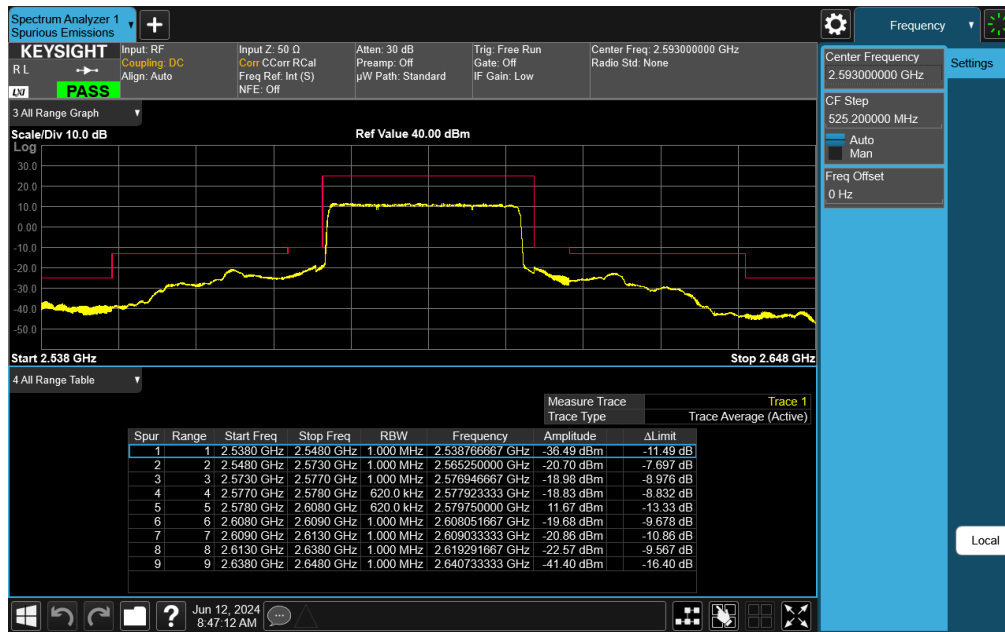 Spectrum Analyzer 1
Spurious Emissions
Frequency
KEYSIGHT
R L
LXI
PASS
Input: RF
Coupling: DC
Align: Auto
Input Z: 50 Ω
Corr CCorr RCal
Freq Ref: Int (S)
NFE: Off
Atten: 30 dB
Preamp: Off
µW Path: Standard
Trig: Free Run
Gate: Off
IF Gain: Low
Center Freq: 2.593000000 GHz
Radio Std: None
Center Frequency
2.593000000 GHz
Settings
CF Step
525.200000 MHz
Auto
Man
Freq Offset
0 Hz
3 All Range Graph
Scale/Div 10.0 dB
Ref Value 40.00 dBm
Log
30.0
20.0
10.0
0.00
-10.0
-20.0
-30.0
-40.0
-50.0
Start 2.538 GHz
Stop 2.648 GHz
4 All Range Table
Measure Trace Trace 1
Trace Type Trace Average (Active)
Spur Range Start Freq Stop Freq RBW Frequency Amplitude ΔLimit
1 1 2.5380 GHz 2.5480 GHz 1.000 MHz 2.538766667 GHz -36.49 dBm -11.49 dB
2 2 2.5480 GHz 2.5730 GHz 1.000 MHz 2.565250000 GHz -20.70 dBm -7.697 dB
3 3 2.5730 GHz 2.5770 GHz 1.000 MHz 2.576946667 GHz -18.98 dBm -8.976 dB
4 4 2.5770 GHz 2.5780 GHz 620.0 kHz 2.577923333 GHz -18.83 dBm -8.832 dB
5 5 2.5780 GHz 2.6080 GHz 620.0 kHz 2.579750000 GHz 11.67 dBm -13.33 dB
6 6 2.6080 GHz 2.6090 GHz 1.000 MHz 2.608051667 GHz -19.68 dBm -9.678 dB
7 7 2.6090 GHz 2.6130 GHz 1.000 MHz 2.609033333 GHz -20.86 dBm -10.86 dB
8 8 2.6130 GHz 2.6380 GHz 1.000 MHz 2.619291667 GHz -22.57 dBm -9.567 dB
9 9 2.6380 GHz 2.6480 GHz 1.000 MHz 2.640733333 GHz -41.40 dBm -16.40 dB
Local
?
Jun 12, 2024
8:47:12 AM